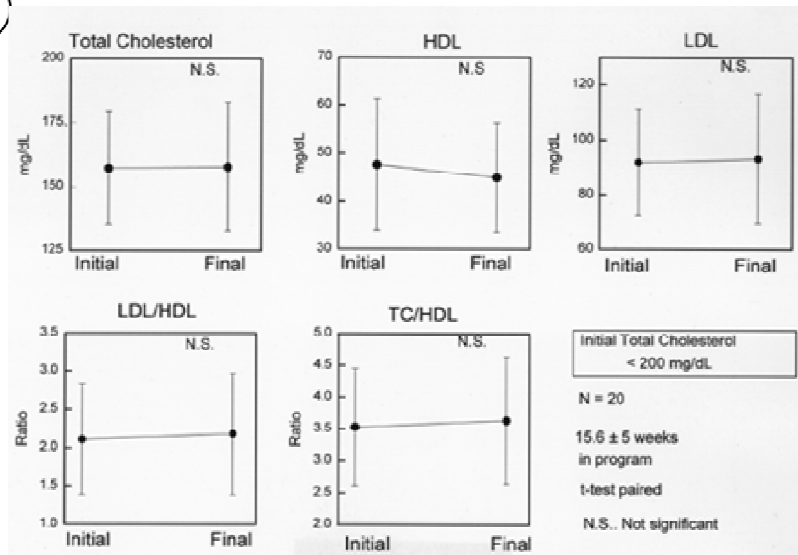 Total Cholesterol
200
175.
150
125
mg/dL
N.S.
Initial Final
HDL
70
60
50
40
30
mg/dL
N.S
Initial Final
LDL
120
100
80
60
mg/dL
N.S.
Initial Final
LDL/HDL
3.5
3.0
2.5
2.0
1.5
1.0
Ratio
N.S.
Initial Final
TC/HDL
5.0
4.5
4.0
3.5
3.0
2.5
2.0
Ratio
N.S.
Initial Final
Initial Total Cholesterol
< 200 mg/dL
N = 20
15.6 ± 5 weeks
in program
t-test paired
N.S.. Not significant